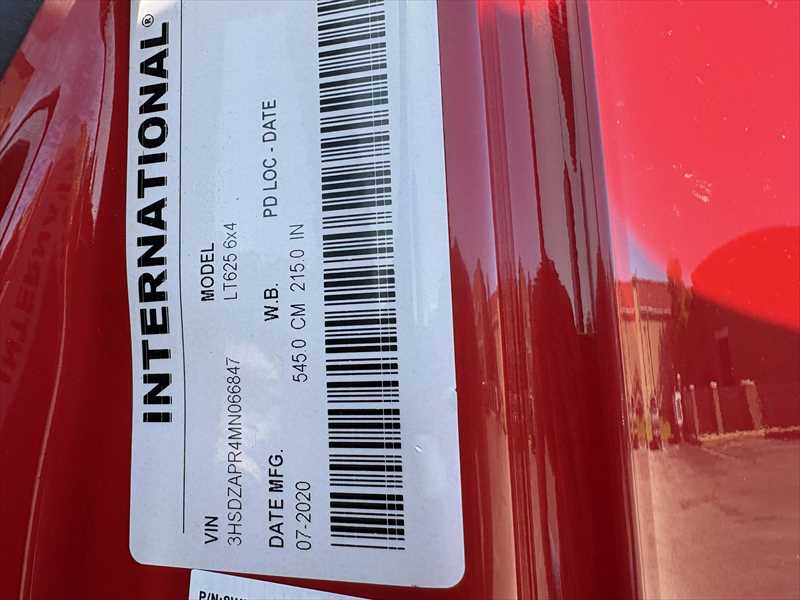 INTERNATIONAL®
VIN MODEL
3HSDZAPR4MN066847 LT625 6x4
DATE MFG. W.B. PD LOC - DATE
07-2020 545.0 CM 215.0 IN